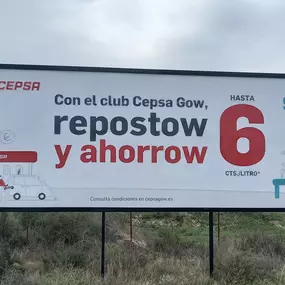 CEPSA
Con el club Cepsa Gow,
repostow
y ahorrow
HASTA
6
CTS./LITRO*
Consulta condiciones en cepsagow.es